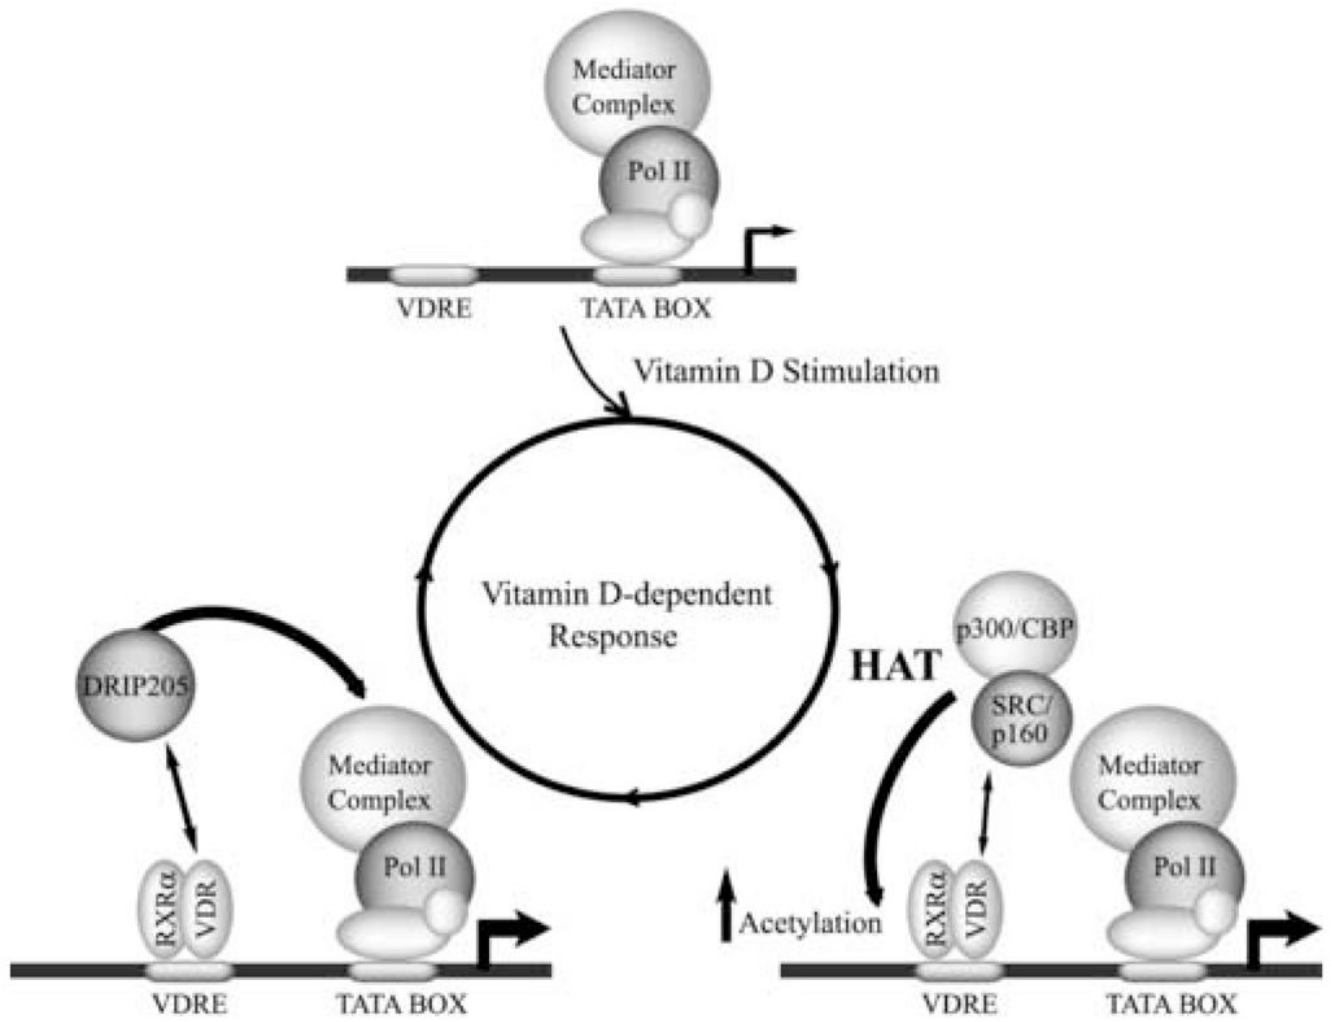 Mediator
Complex
Pol II
VDRE
TATA BOX
Vitamin D Stimulation
Vitamin D-dependent
Response
DRIP205
Mediator
Complex
Pol II
RXRα
VDR
VDRE
TATA BOX
HAT
p300/CBP
SRC/
p160
Mediator
Complex
Pol II
Acetylation
RXRα
VDR
VDRE
TATA BOX